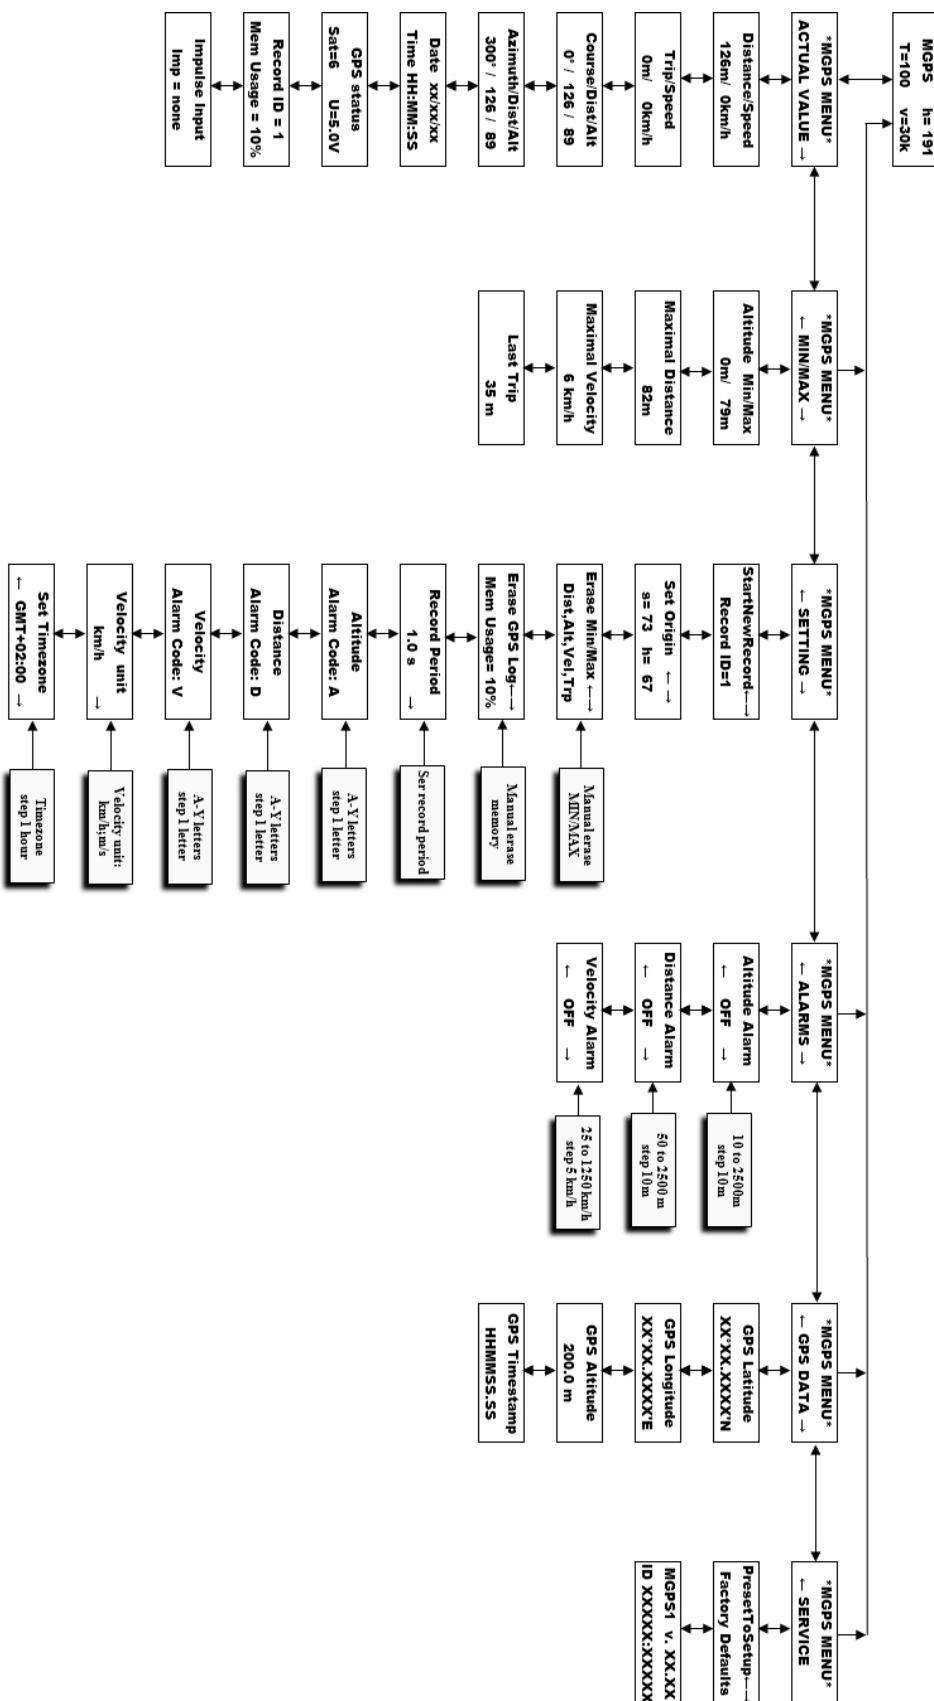 MGPS h= 191
T=100 v=30k
*MGPS MENU*
ACTUAL VALUE →
Distance/Speed
126m/ 0km/h
Trip/Speed
0m/ 0km/h
Course/Dist/Alt
0° / 126 / 89
Azimuth/Dist/Alt
300° / 126 / 89
Date xx/xx/xx
Time HH:MM:SS
GPS status
Sat=6 U=5.0V
Record ID = 1
Mem Usage = 10%
Impulse Input
Imp = none
*MGPS MENU*
← MIN/MAX →
Altitude Min/Max
0m/ 79m
Maximal Distance
82m
Maximal Velocity
6 km/h
Last Trip
35 m
*MGPS MENU*
← SETTING →
StartNewRecord←→
Record ID=1
Set Origin ←→
s= 73 h= 67
Erase Min/Max ←→
Dist,Alt,Vel,Trp
Manual erase
MIN/MAX
Erase GPS Log←→
Mem Usage= 10%
Manual erase
memory
Record Period
1.0 s →
Ser record period
Altitude
Alarm Code: A
A-Y letters
step 1 letter
Distance
Alarm Code: D
A-Y letters
step 1 letter
Velocity
Alarm Code: V
A-Y letters
step 1 letter
Velocity unit
km/h →
Velocity unit:
km/h;m/s
Set Timezone
← GMT+02:00 →
Timezone
step 1 hour
*MGPS MENU*
← ALARMS →
Altitude Alarm
← OFF →
10 to 2500m
step 10m
Distance Alarm
← OFF →
50 to 2500 m
step 10m
Velocity Alarm
← OFF →
25 to 1250 km/h
step 5 km/h
*MGPS MENU*
← GPS DATA →
GPS Latitude
XX°XX.XXXX'N
GPS Longitude
XX°XX.XXXX'E
GPS Altitude
200.0 m
GPS Timestamp
HHMMSS.SS
*MGPS MENU*
← SERVICE
PresetToSetup←→
Factory Defaults
MGPS1 v. XX.XX
ID XXXXX:XXXXX